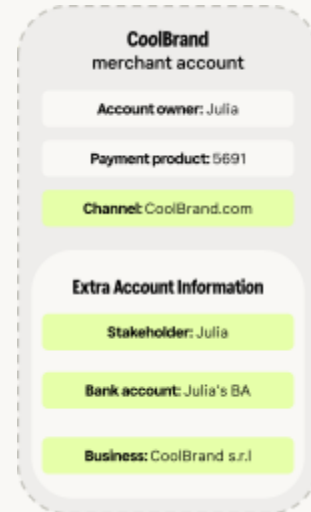 CoolBrand
merchant account
Account owner: Julia
Payment product: 5691
Channel: CoolBrand.com
Extra Account Information
Stakeholder: Julia
Bank account: Julia's BA
Business: CoolBrand s.r.l